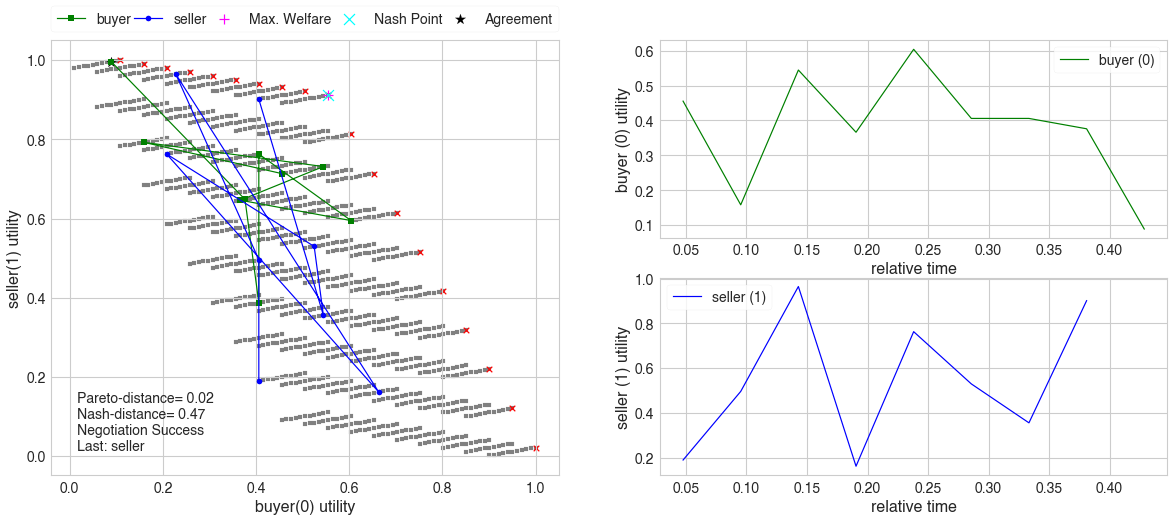 buyer seller Max. Welfare Nash Point Agreement
1.0
0.8
0.6
0.4
0.2
0.0
seller(1) utility
Pareto-distance= 0.02
Nash-distance= 0.47
Negotiation Success
Last: seller
0.0 0.2 0.4 0.6 0.8 1.0
buyer(0) utility
buyer (0)
0.6
0.5
0.4
0.3
0.2
0.1
buyer (0) utility
0.05 0.10 0.15 0.20 0.25 0.30 0.35 0.40
relative time
seller (1)
1.0
0.8
0.6
0.4
0.2
seller (1) utility
0.05 0.10 0.15 0.20 0.25 0.30 0.35 0.40
relative time